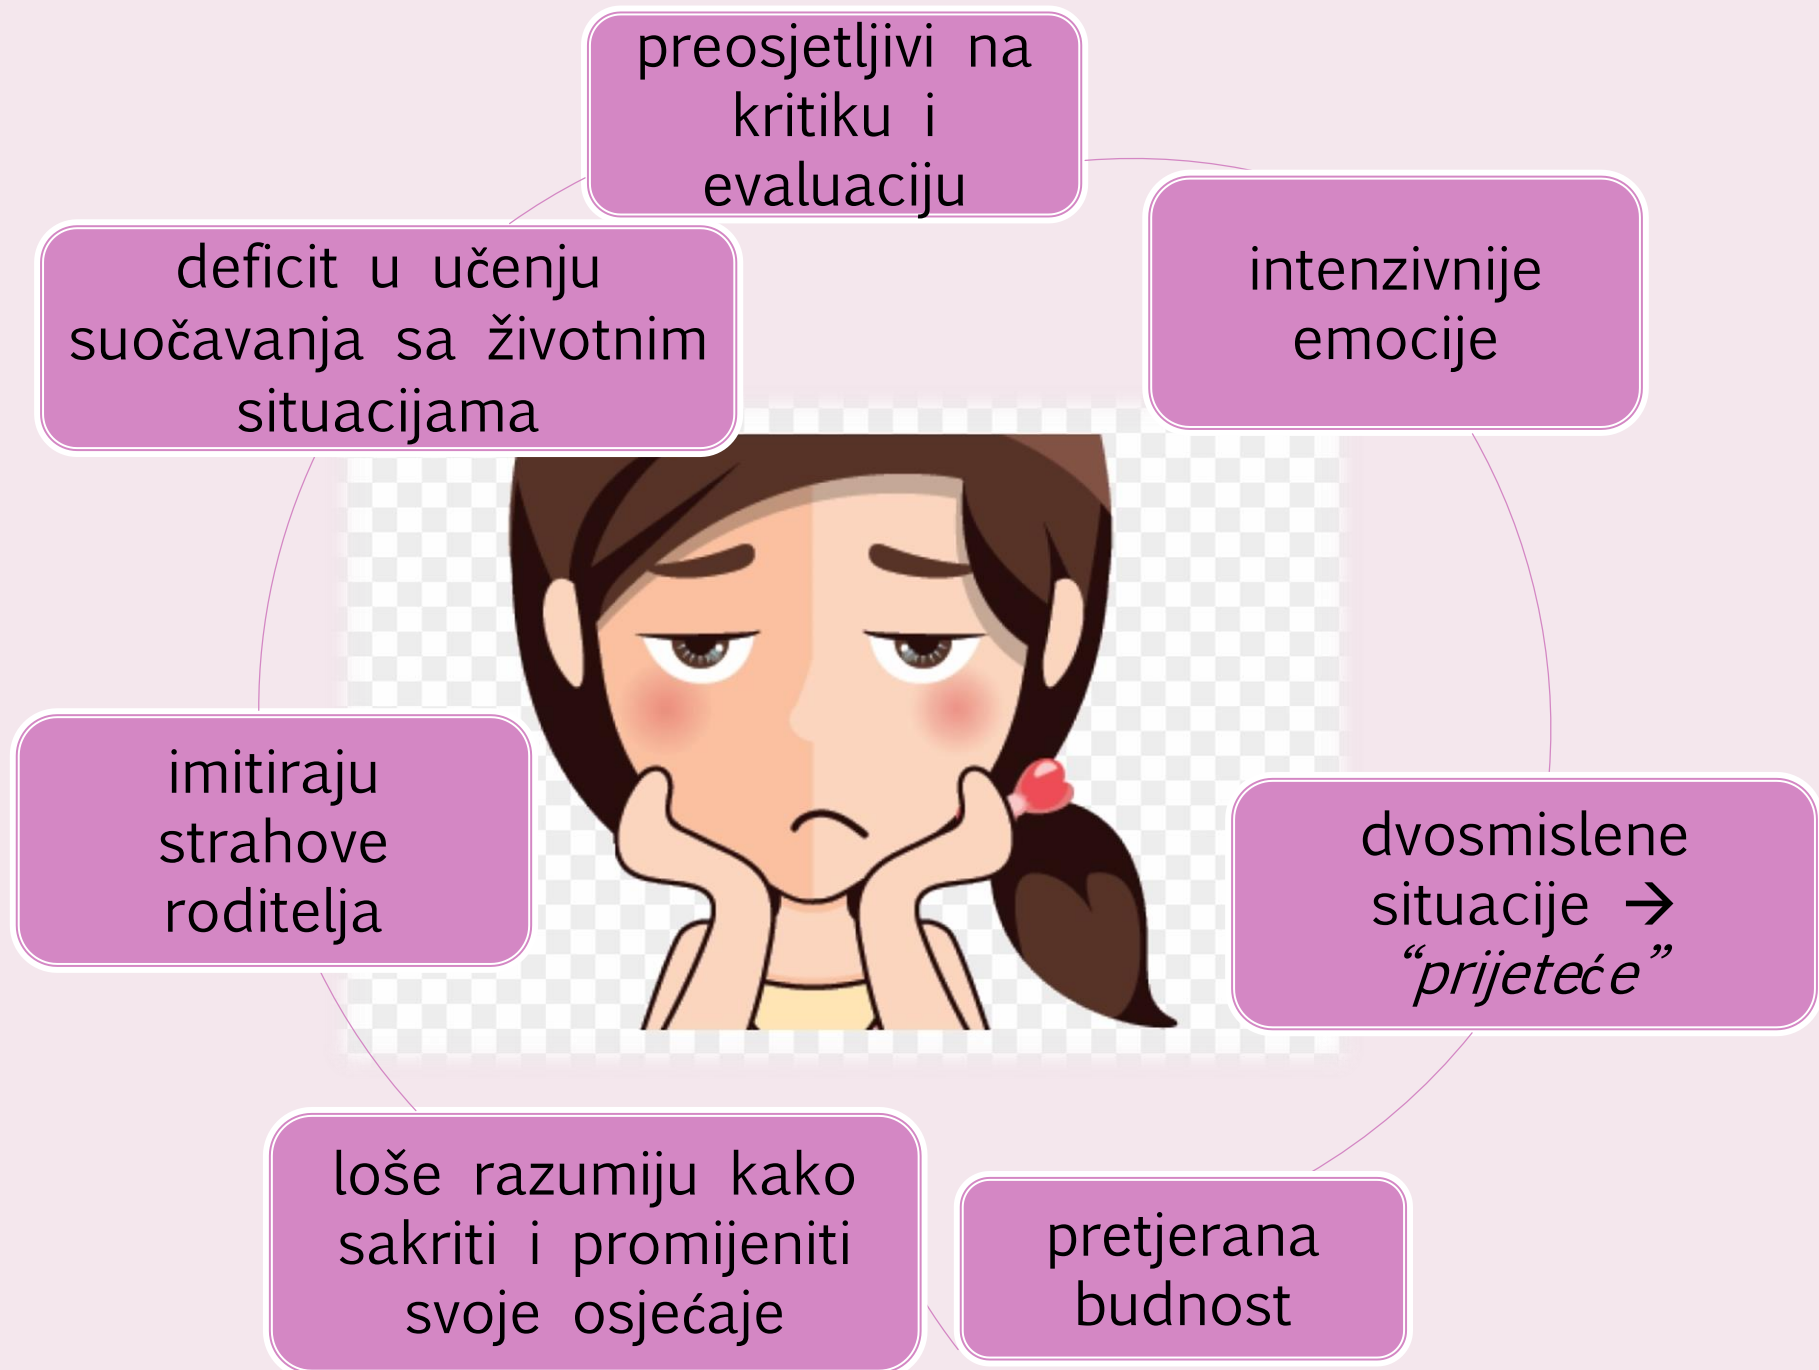 preosjetljivi na
kritiku i
evaluaciju
intenzivnije
emocije
dvosmislene
situacije →
“prijeteće”
pretjerana
budnost
loše razumiju kako
sakriti i promijeniti
svoje osjećaje
imitiraju
strahove
roditelja
deficit u učenju
suočavanja sa životnim
situacijama